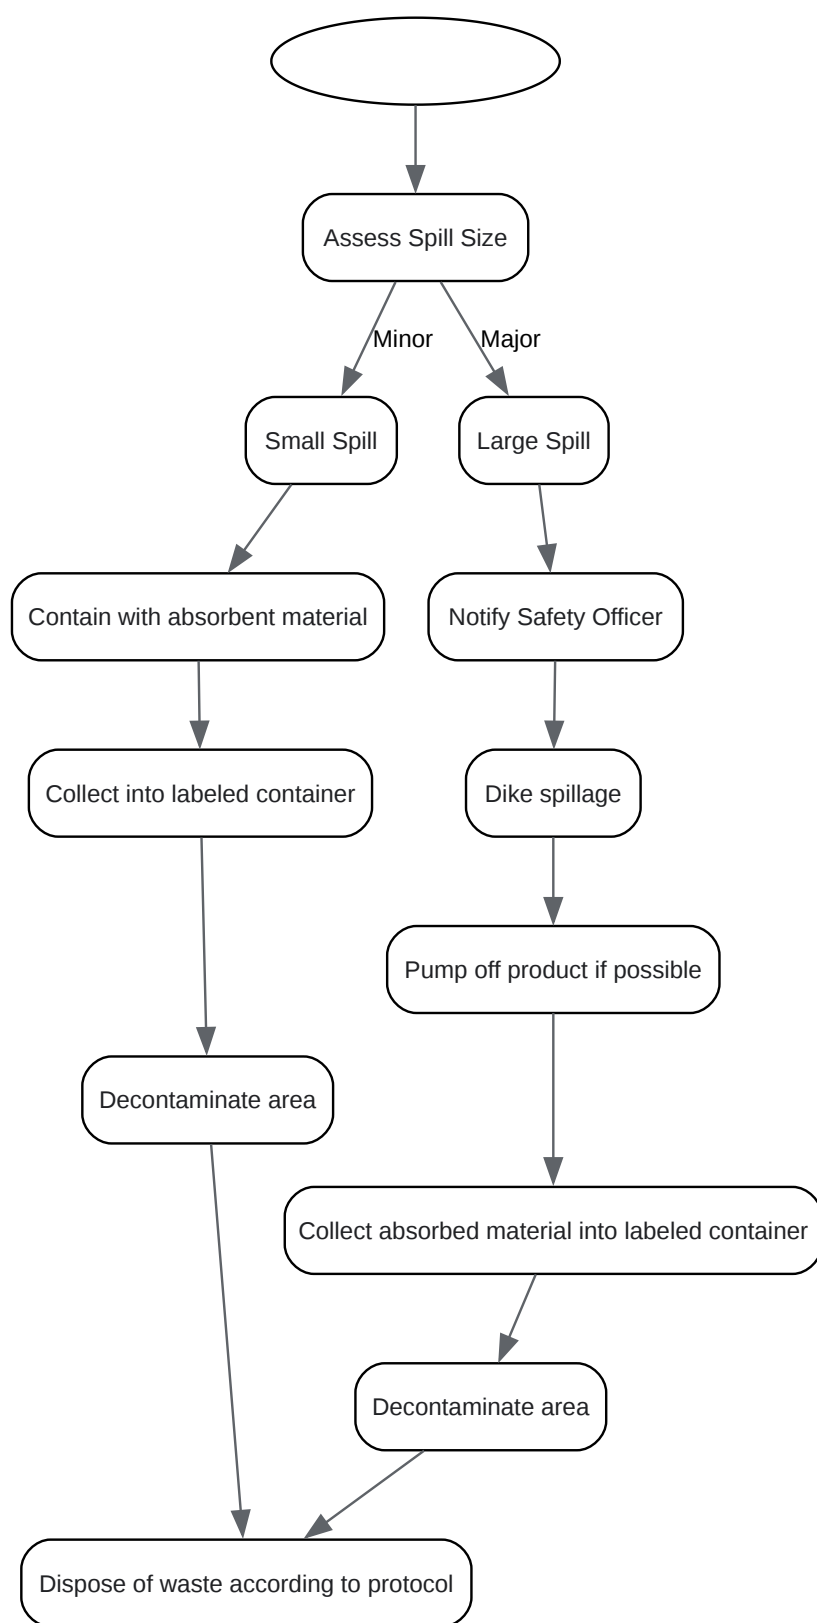 Assess Spill Size
Minor
Major
Small Spill
Large Spill
Contain with absorbent material
Notify Safety Officer
Collect into labeled container
Dike spillage
Pump off product if possible
Decontaminate area
Collect absorbed material into labeled container
Decontaminate area
Dispose of waste according to protocol